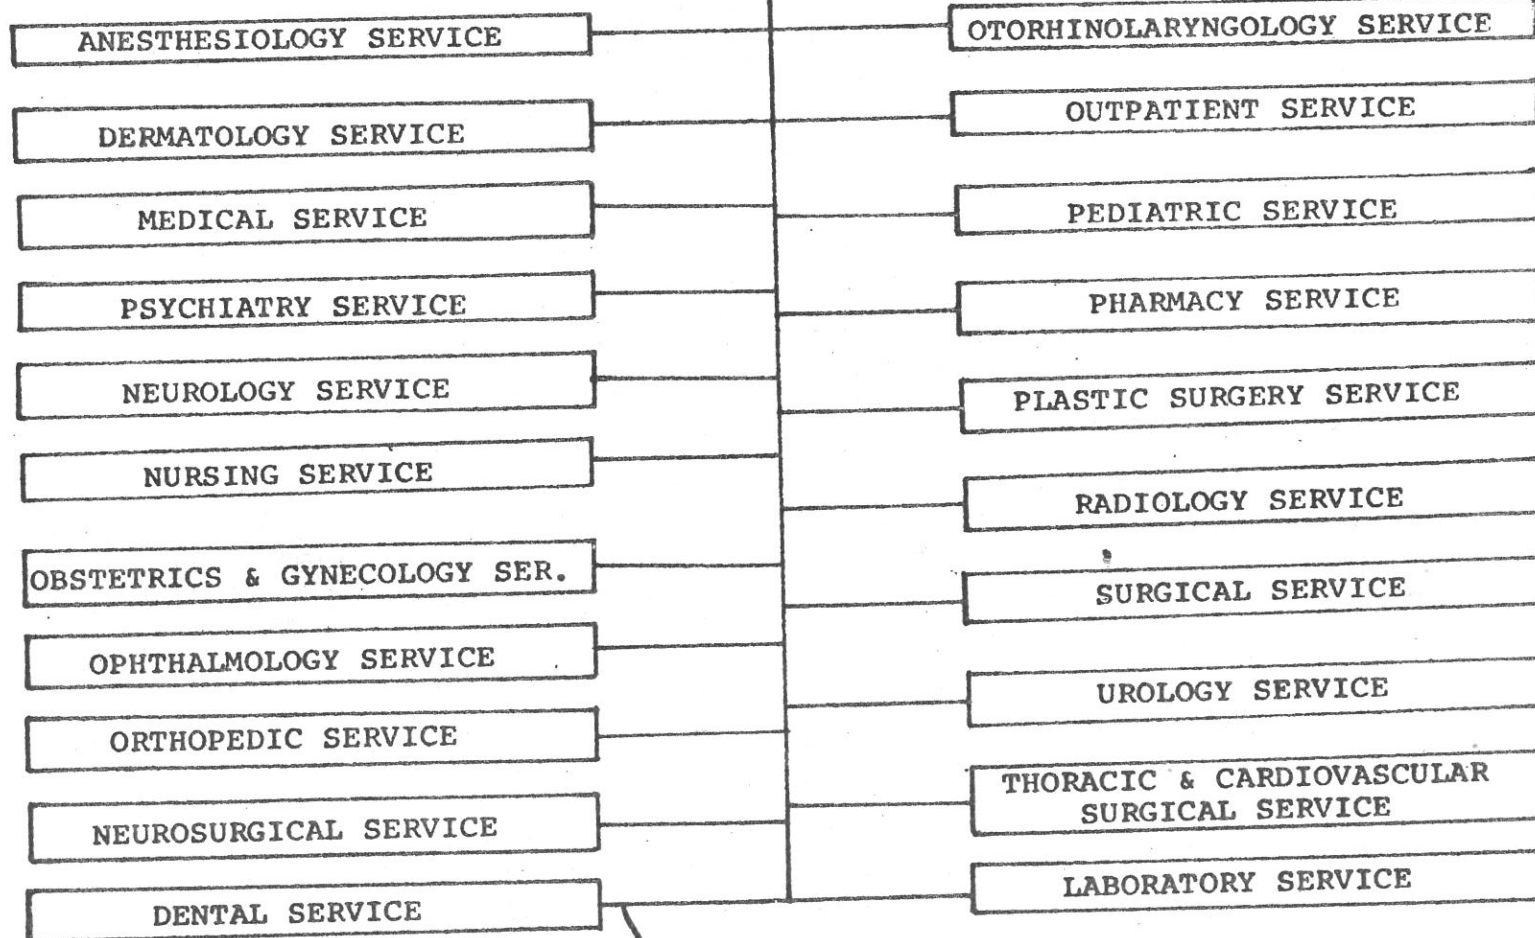 ANESTHESIOLOGY SERVICE
DERMATOLOGY SERVICE
MEDICAL SERVICE
PSYCHIATRY SERVICE
NEUROLOGY SERVICE
NURSING SERVICE
OBSTETRICS & GYNECOLOGY SER.
OPHTHALMOLOGY SERVICE
ORTHOPEDIC SERVICE
NEUROSURGICAL SERVICE
DENTAL SERVICE
OTORHINOLARYNGOLOGY SERVICE
OUTPATIENT SERVICE
PEDIATRIC SERVICE
PHARMACY SERVICE
PLASTIC SURGERY SERVICE
RADIOLOGY SERVICE
SURGICAL SERVICE
UROLOGY SERVICE
THORACIC & CARDIOVASCULAR
SURGICAL SERVICE
LABORATORY SERVICE